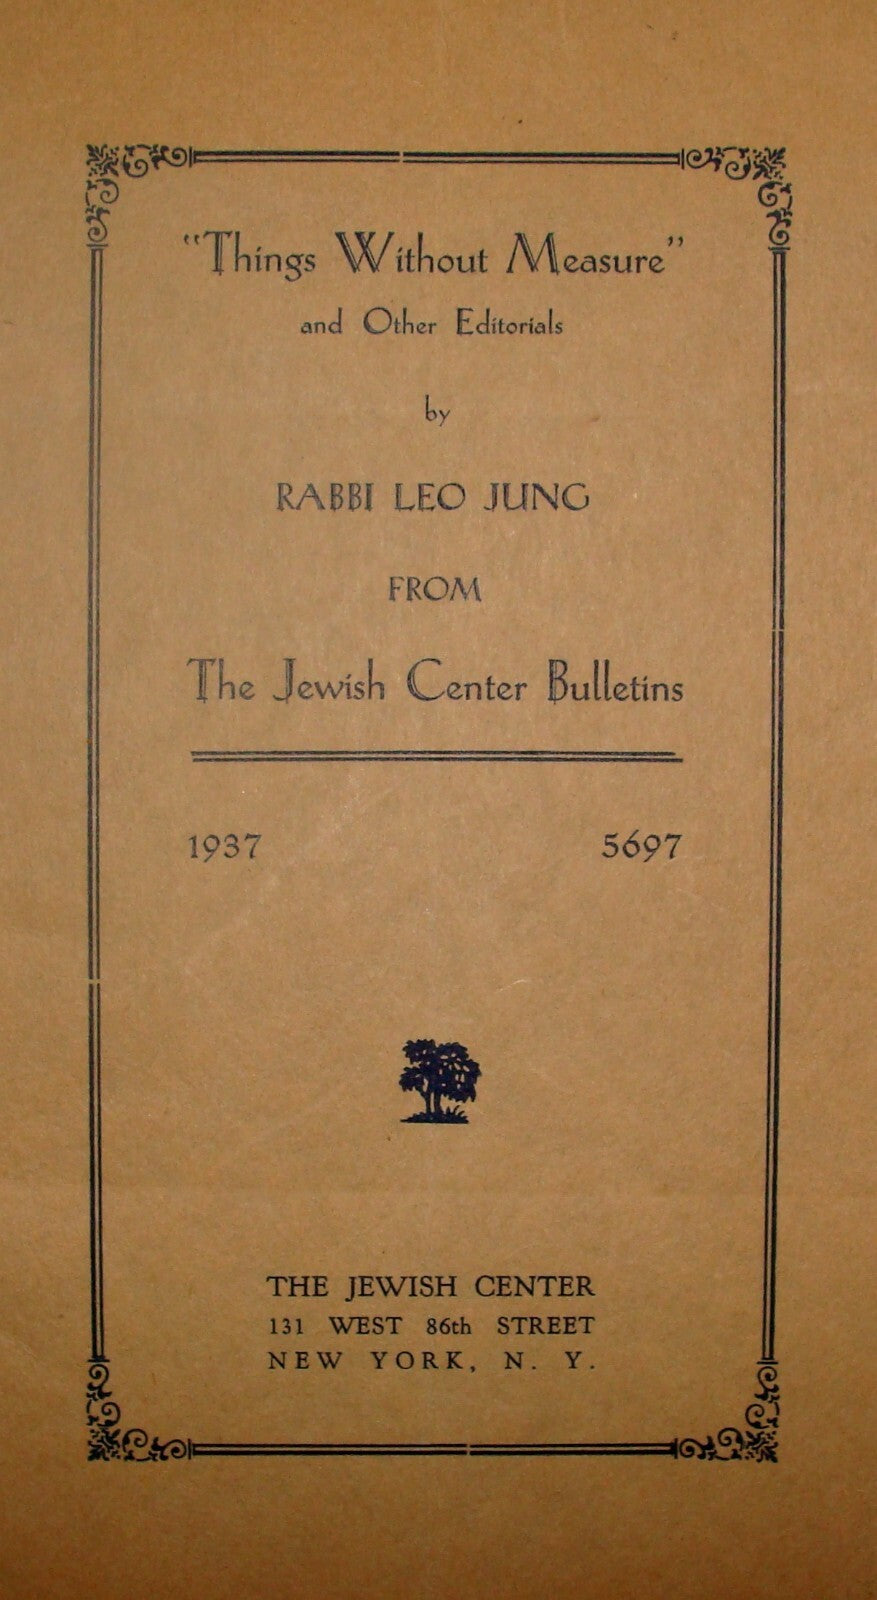 "Things Without Measure"
and Other Editorials
by
RABBI LEO JUNG
FROM
The Jewish Center Bulletins
1937 5697
THE JEWISH CENTER
131 WEST 86th STREET
NEW YORK, N. Y.